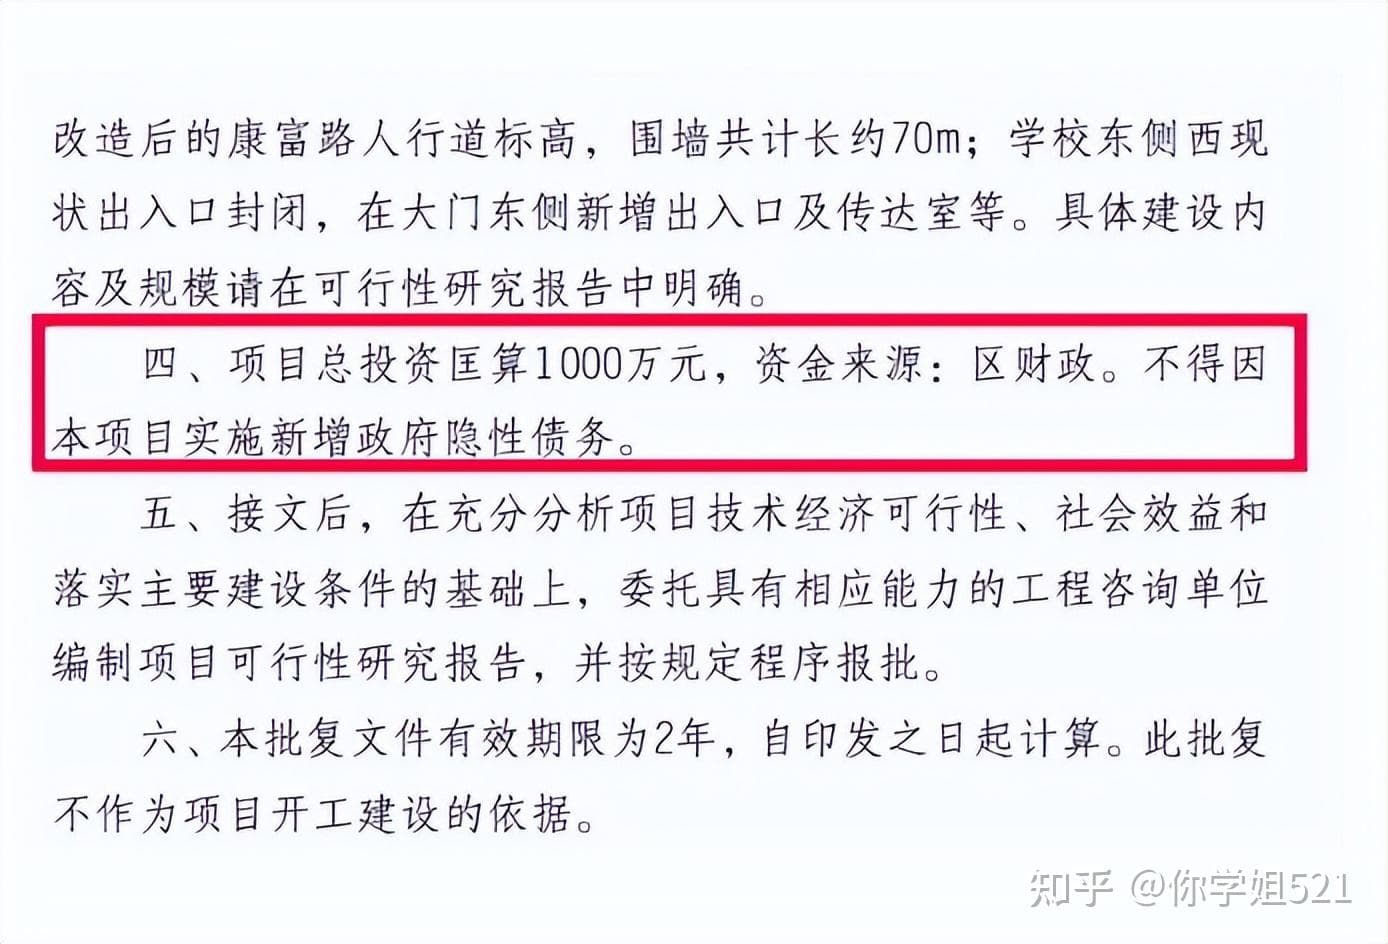 改造后的康富路人行道标高，围墙共计长约70m；学校东侧西现
状出入口封闭，在大门东侧新增出入口及传达室等。具体建设内
容及规模请在可行性研究报告中明确。
四、项目总投资匡算1000万元，资金来源：区财政。不得因
本项目实施新增政府隐性债务。
五、接文后，在充分分析项目技术经济可行性、社会效益和
落实主要建设条件的基础上，委托具有相应能力的工程咨询单位
编制项目可行性研究报告，并按规定程序报批。
六、本批复文件有效期限为2年，自印发之日起计算。此批复
不作为项目开工建设的依据。
知乎 @你学姐521